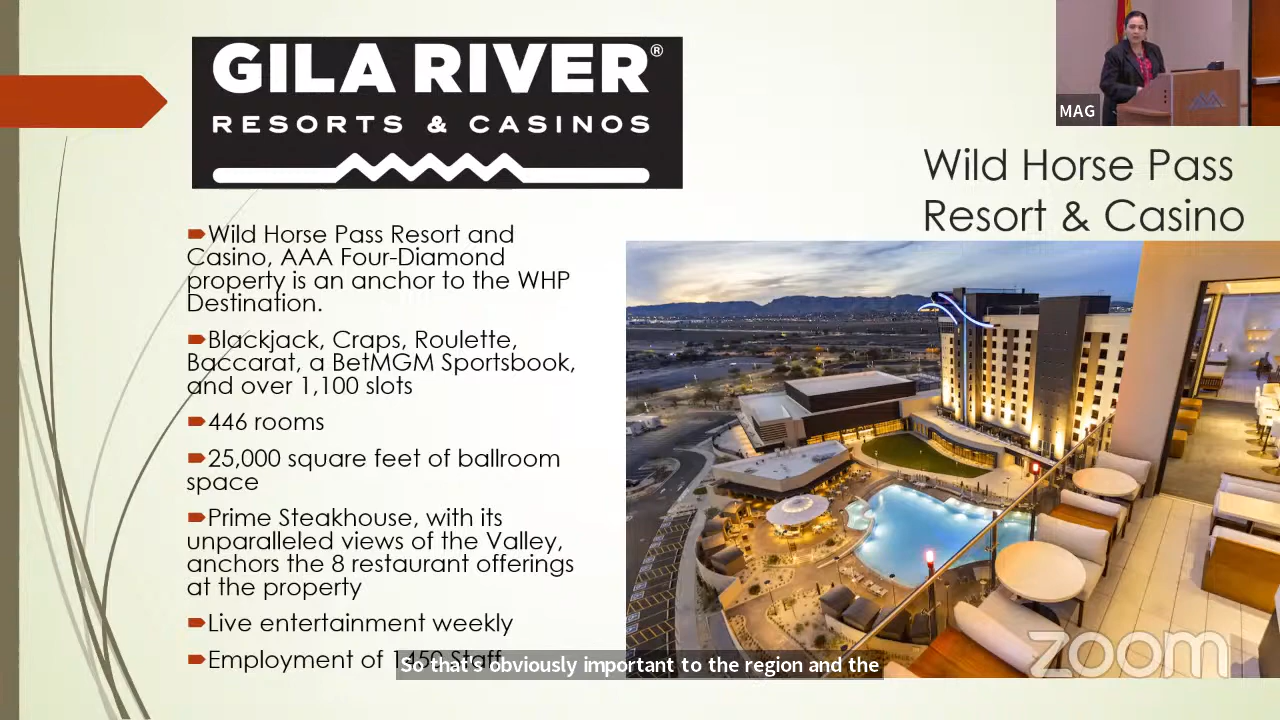 GILA RIVER®
RESORTS & CASINOS
MAG
Wild Horse Pass
Resort & Casino
Wild Horse Pass Resort and
Casino, AAA Four-Diamond
property is an anchor to the WHP
Destination.
Blackjack, Craps, Roulette,
Baccarat, a BetMGM Sportsbook,
and over 1,100 slots
446 rooms
25,000 square feet of ballroom
space
Prime Steakhouse, with its
unparalleled views of the Valley,
anchors the 8 restaurant offerings
at the property
Live entertainment weekly
Employment of 1450 Staff
So that's obviously important to the region and the
zoom